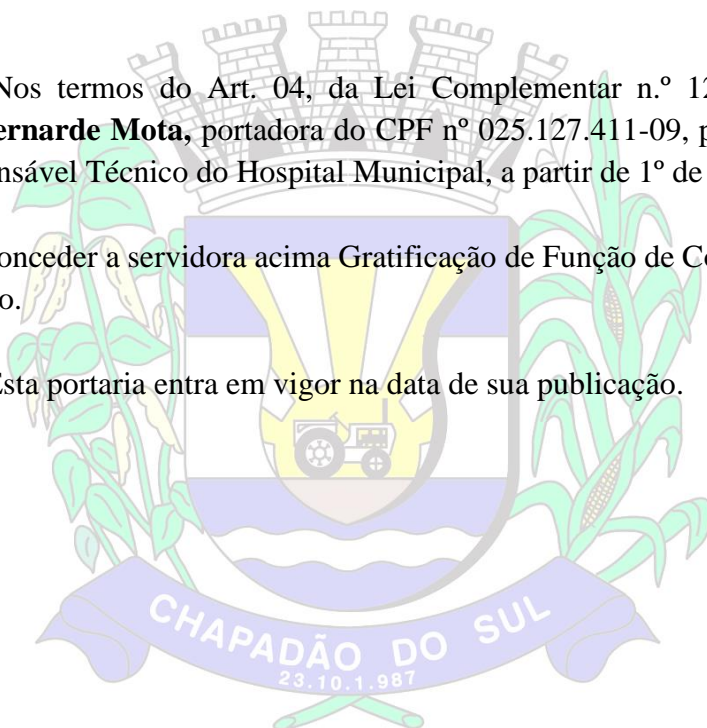 Nos termos do Art. 04, da Lei Complementar n.º 12
ernarde Mota, portadora do CPF nº 025.127.411-09, p
nsável Técnico do Hospital Municipal, a partir de 1º de
onceder a servidora acima Gratificação de Função de Co
o.
Esta portaria entra em vigor na data de sua publicação.
CHAPADÃO DO SUL
23.10.1.987